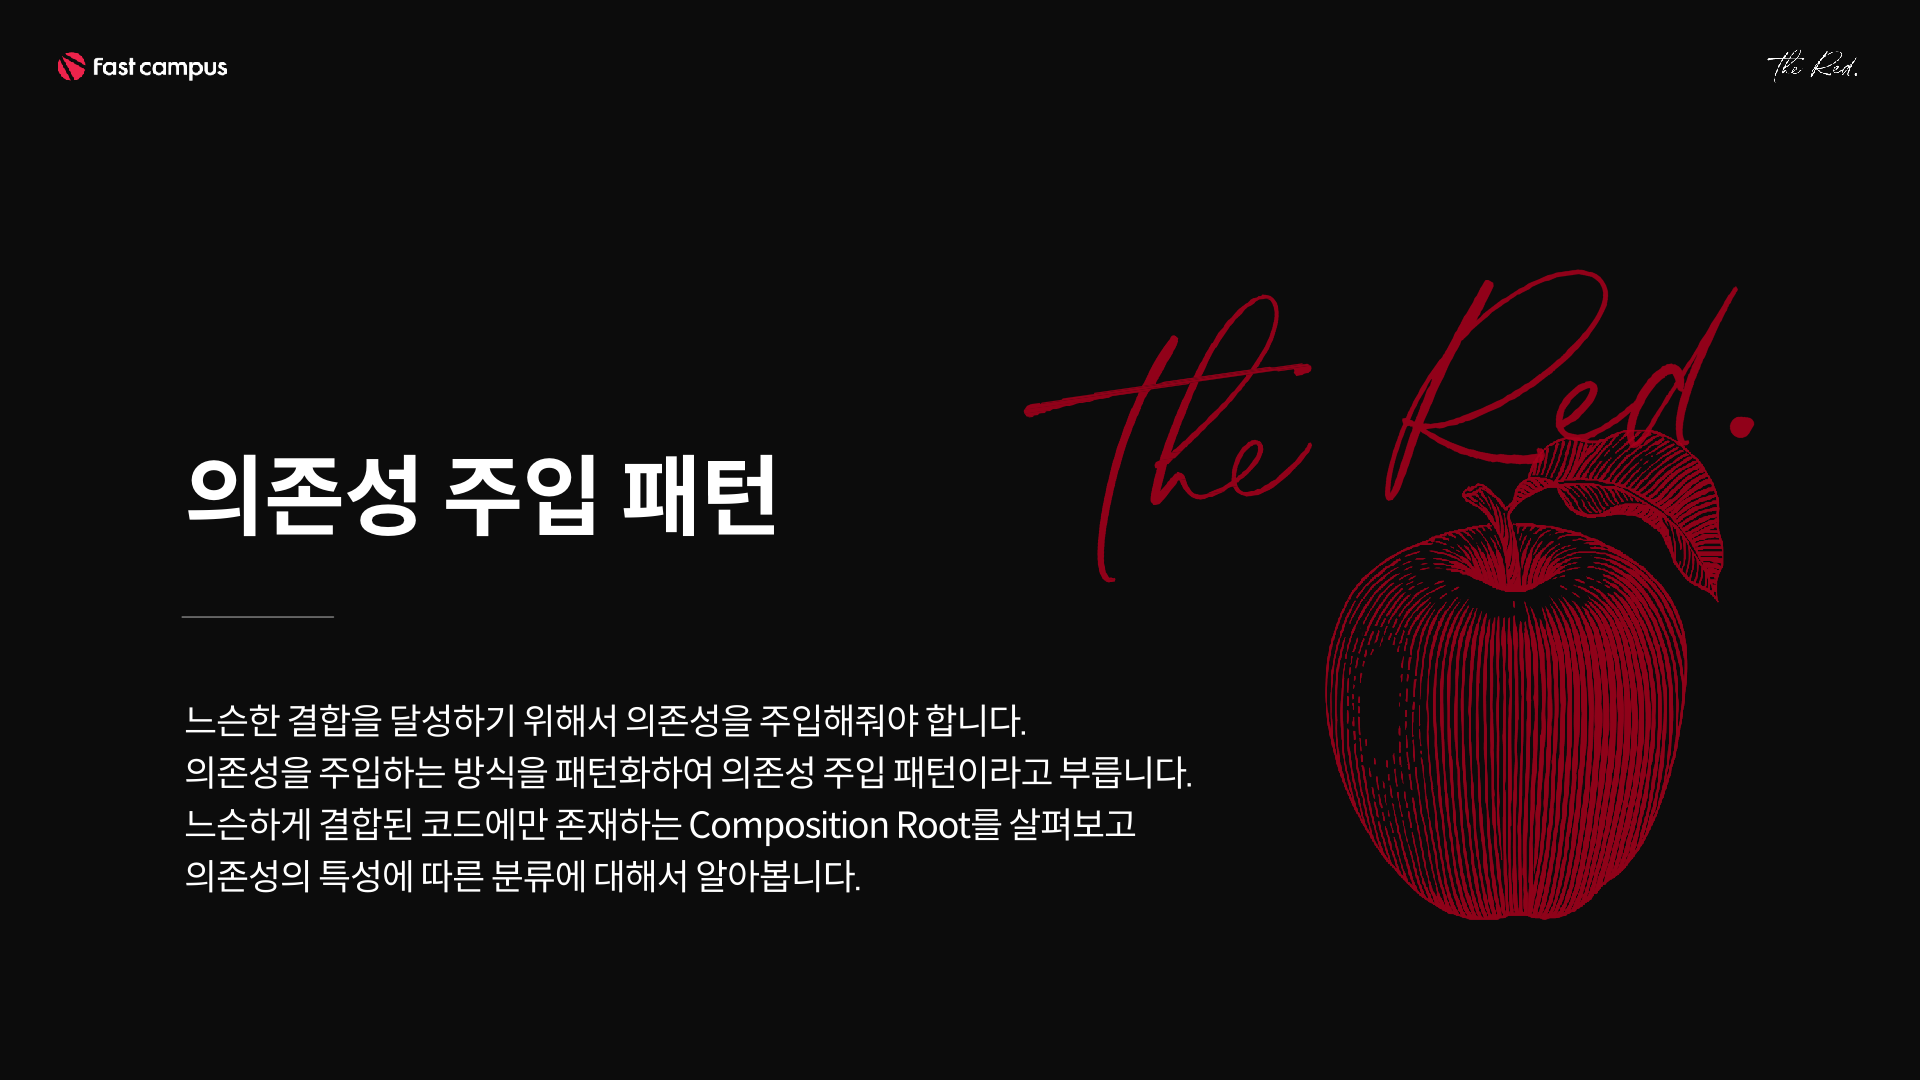 Fast campus
the Red.
the Red.
의존성 주입 패턴
느슨한 결합을 달성하기 위해서 의존성을 주입해줘야 합니다.
의존성을 주입하는 방식을 패턴화하여 의존성 주입 패턴이라고 부릅니다.
느슨하게 결합된 코드에만 존재하는 Composition Root를 살펴보고
의존성의 특성에 따른 분류에 대해서 알아봅니다.